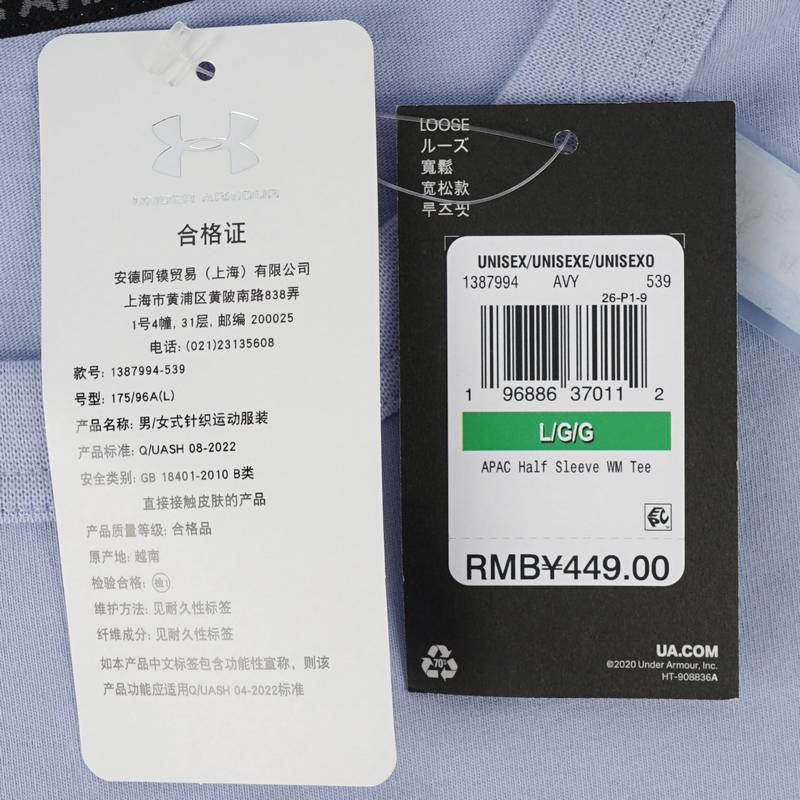 UNDER ARMOUR
合格证
安德阿镆贸易（上海）有限公司
上海市黄浦区黄陂南路838弄
1号4幢, 31层, 邮编 200025
电话: (021)23135608
款号: 1387994-539
号型: 175/96A(L)
产品名称: 男/女式针织运动服装
产品标准: Q/UASH 08-2022
安全类别: GB 18401-2010 B类
直接接触皮肤的产品
产品质量等级: 合格品
原产地: 越南
检验合格: 检1
维护方法: 见耐久性标签
纤维成分: 见耐久性标签
如本产品中文标签包含功能性宣称，则该
产品功能应适用Q/UASH 04-2022标准
LOOSE
ルーズ
寬鬆
宽松款
루즈핏
UNISEX/UNISEXE/UNISEXO
1387994 AVY 539
26-P1-9
1 96886 37011 2
L/G/G
APAC Half Sleeve WM Tee
RMB¥449.00
70%
UA.COM
©2020 Under Armour, Inc.
HT-908836A